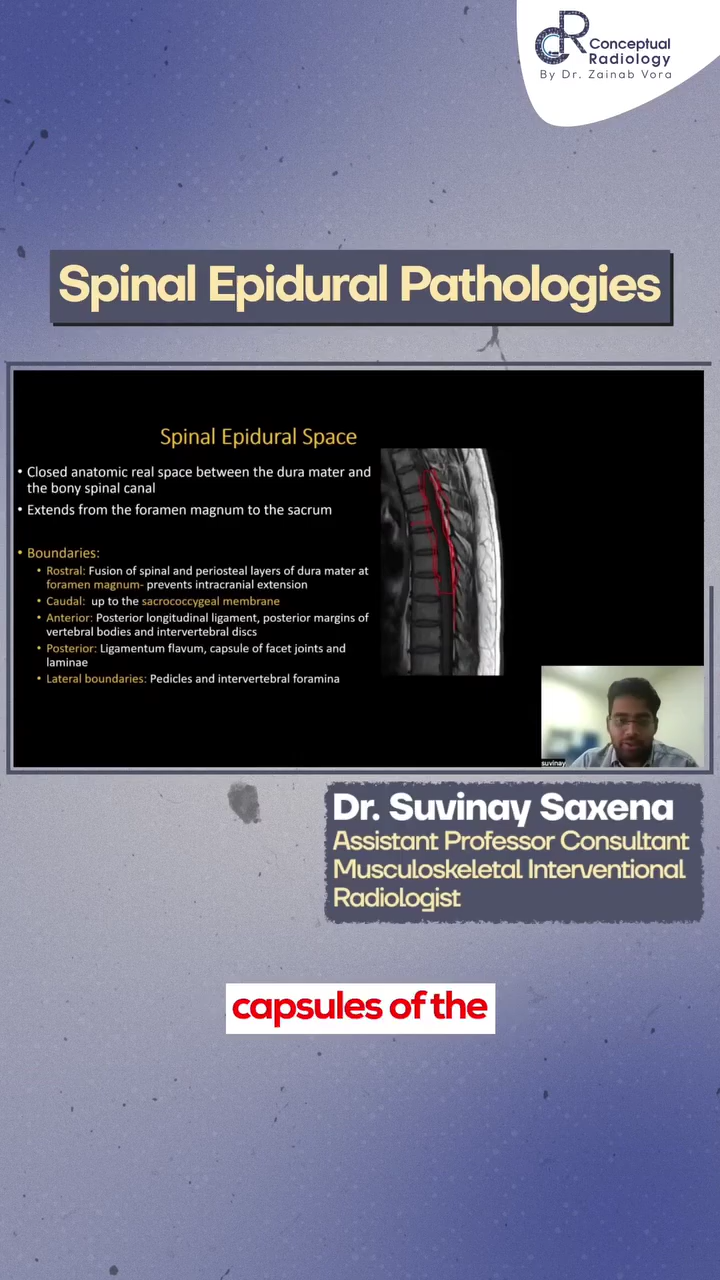 Conceptual
Radiology
By Dr. Zainab Vora
Spinal Epidural Pathologies
Spinal Epidural Space
• Closed anatomic real space between the dura mater and
the bony spinal canal
• Extends from the foramen magnum to the sacrum
• Boundaries:
• Rostral: Fusion of spinal and periosteal layers of dura mater at
foramen magnum- prevents intracranial extension
• Caudal: up to the sacrococcygeal membrane
• Anterior: Posterior longitudinal ligament, posterior margins of
vertebral bodies and intervertebral discs
• Posterior: Ligamentum flavum, capsule of facet joints and
laminae
• Lateral boundaries: Pedicles and intervertebral foramina
suvinay
Dr. Suvinay Saxena
Assistant Professor Consultant
Musculoskeletal Interventional
Radiologist
capsules of the